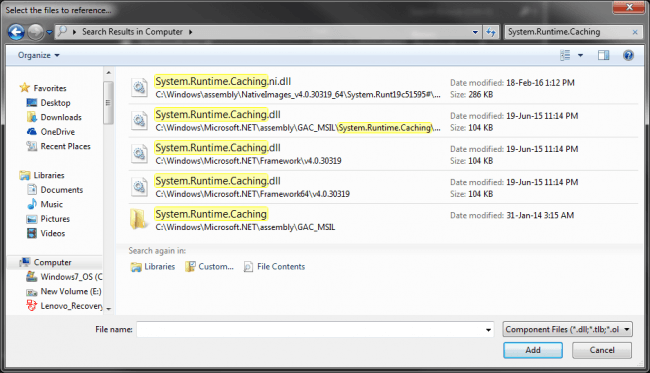 Select the files to reference...
Search Results in Computer
System.Runtime.Caching
Organize
Favorites
Desktop
Downloads
OneDrive
Recent Places
Libraries
Documents
Music
Pictures
Videos
Computer
Windows7_OS (C
New Volume (E:)
Lenovo_Recovery
System.Runtime.Caching.ni.dll
Date modified: 18-Feb-16 1:12 PM
C:\Windows\assembly\NativeImages_v4.0.30319_64\System.Runt19c51595#\...
Size: 286 KB
System.Runtime.Caching.dll
Date modified: 19-Jun-15 11:14 PM
C:\Windows\Microsoft.NET\assembly\GAC_MSIL\System.Runtime.Caching\...
Size: 104 KB
System.Runtime.Caching.dll
Date modified: 19-Jun-15 11:14 PM
C:\Windows\Microsoft.NET\Framework\v4.0.30319
Size: 104 KB
System.Runtime.Caching.dll
Date modified: 19-Jun-15 11:14 PM
C:\Windows\Microsoft.NET\Framework64\v4.0.30319
Size: 104 KB
System.Runtime.Caching
Date modified: 31-Jan-14 3:15 AM
C:\Windows\Microsoft.NET\assembly\GAC_MSIL
Search again in:
Libraries
Custom...
File Contents
File name:
Component Files (*.dll;*.tlb;*.ol
Add
Cancel